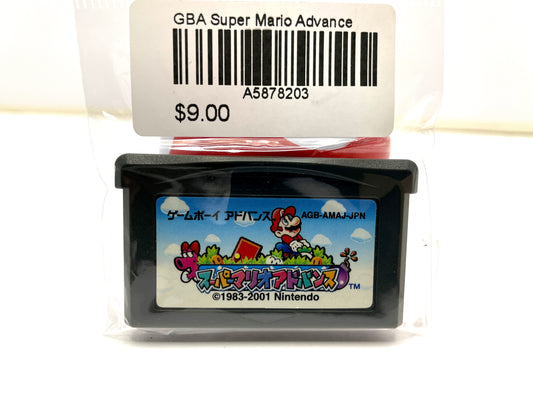 GBA Super Mario Advance
A5878203
$9.00
ゲームボーイ アドバンス AGB-AMAJ-JPN
スーパーマリオアドバンス TM
©1983-2001 Nintendo